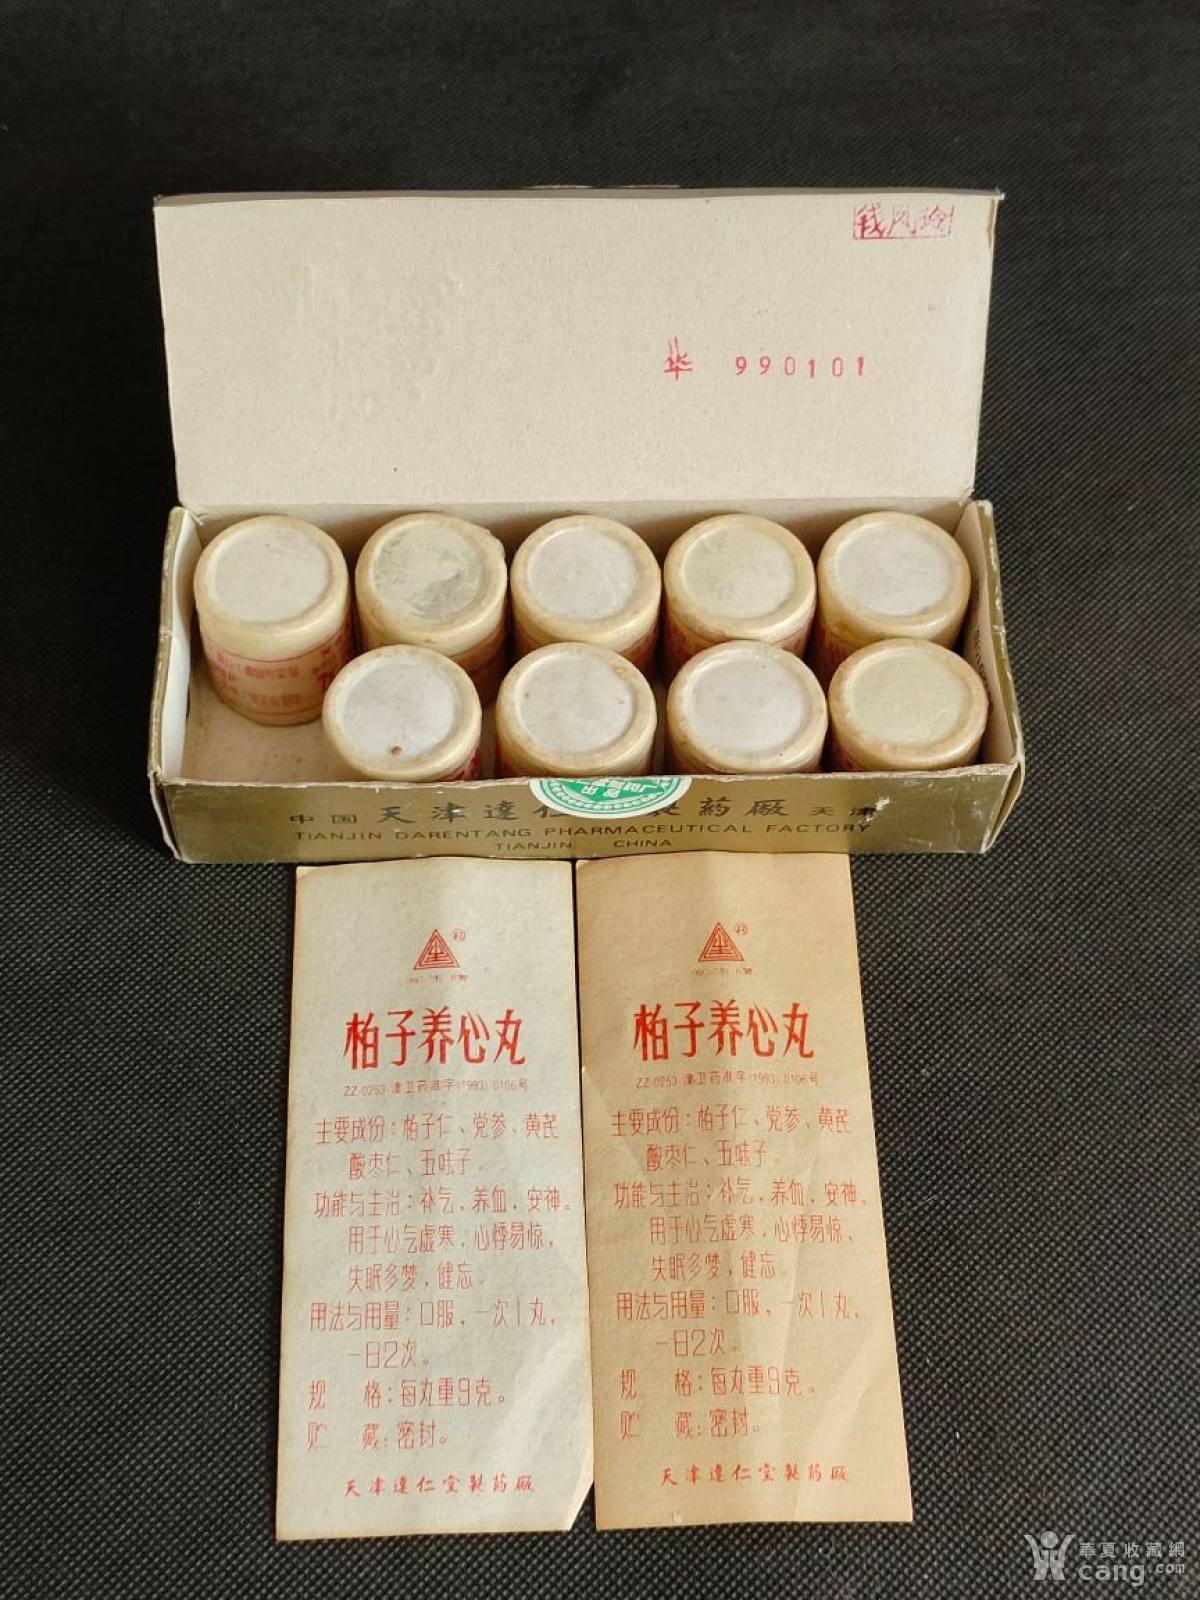 钱凤玲
华 990101
中国 天津達仁 製药厰 天津
TIANJIN DARENTANG PHARMACEUTICAL FACTORY
TIANJIN CHINA
R
柏子养心丸
ZZ-0253-津卫药准字(1993)0106号
主要成份：柏子仁、党参、黄芪
酸枣仁、五味子。
功能与主治：补气，养血，安神。
用于心气虚寒，心悸易惊，
失眠多梦，健忘。
用法与用量：口服，一次1丸，
一日2次。
规 格：每丸重9克。
贮 藏：密封。
天津達仁堂製药厰
R
柏子养心丸
ZZ-0253-津卫药准字(1993)0106号
主要成份：柏子仁、党参、黄芪
酸枣仁、五味子。
功能与主治：补气，养血，安神。
用于心气虚寒，心悸易惊，
失眠多梦，健忘。
用法与用量：口服，一次1丸，
一日2次。
规 格：每丸重9克。
贮 藏：密封。
天津達仁堂製药厰
華夏收藏網
cang.com